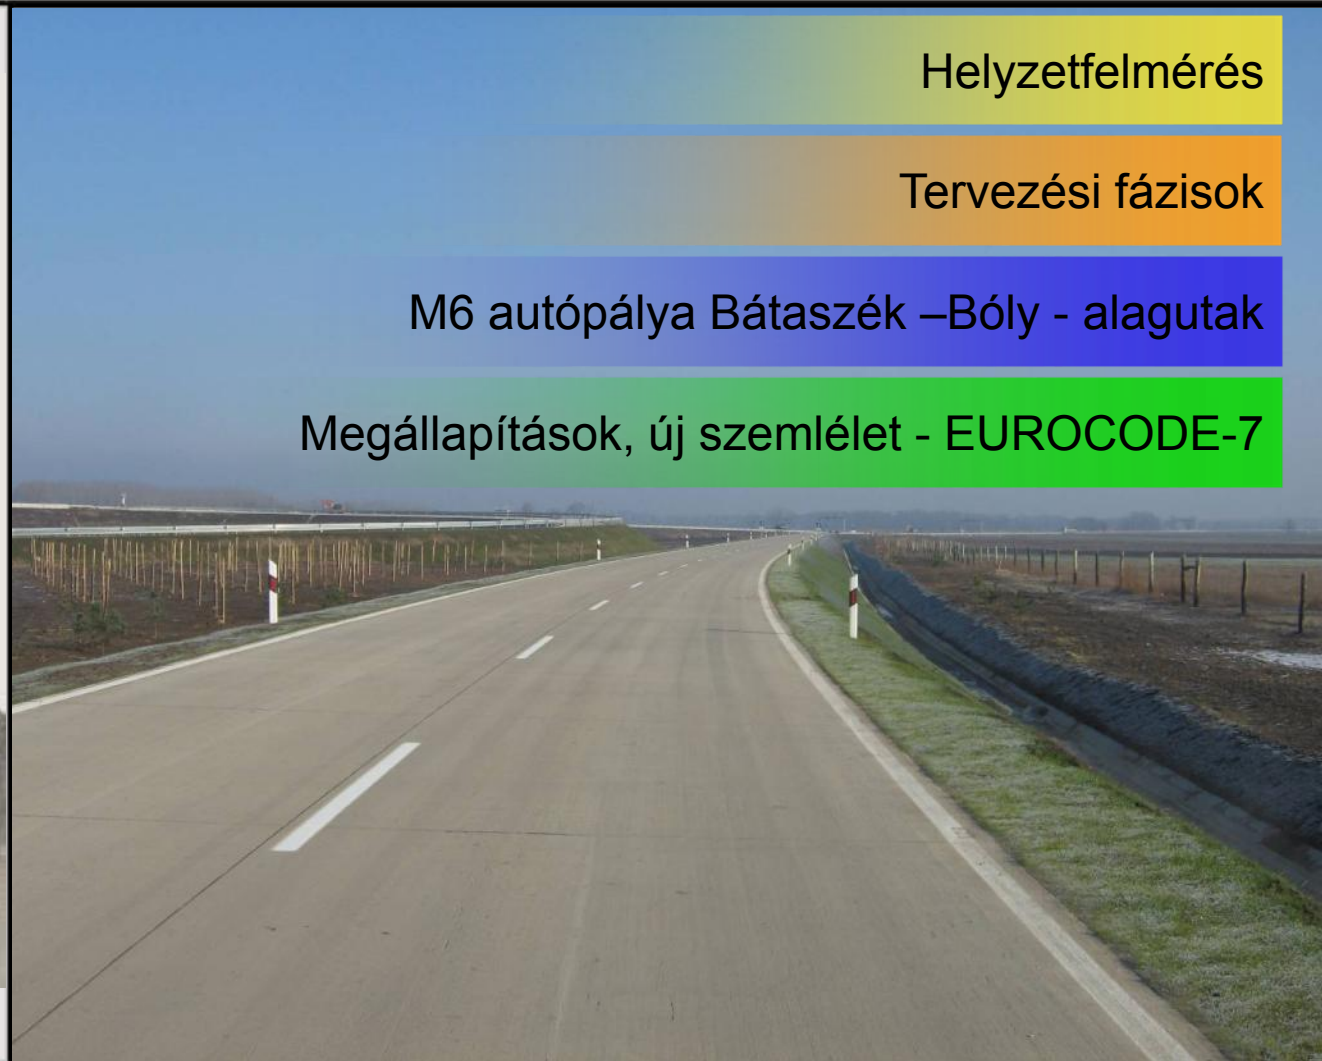 Helyzetfelmérés
Tervezési fázisok
M6 autópálya Bátaszék –Bóly - alagutak
Megállapítások, új szemlélet - EUROCODE-7